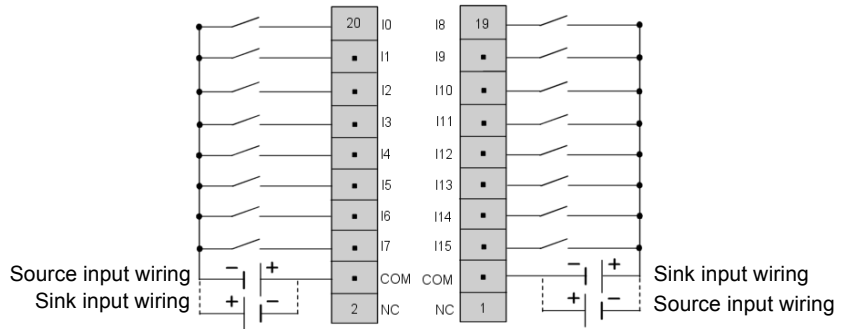 20 I0 I8 19
I1 I9
I2 I10
I3 I11
I4 I12
I5 I13
I6 I14
I7 I15
Source input wiring − + COM COM − + Sink input wiring
Sink input wiring + − 2 NC NC 1 + − Source input wiring